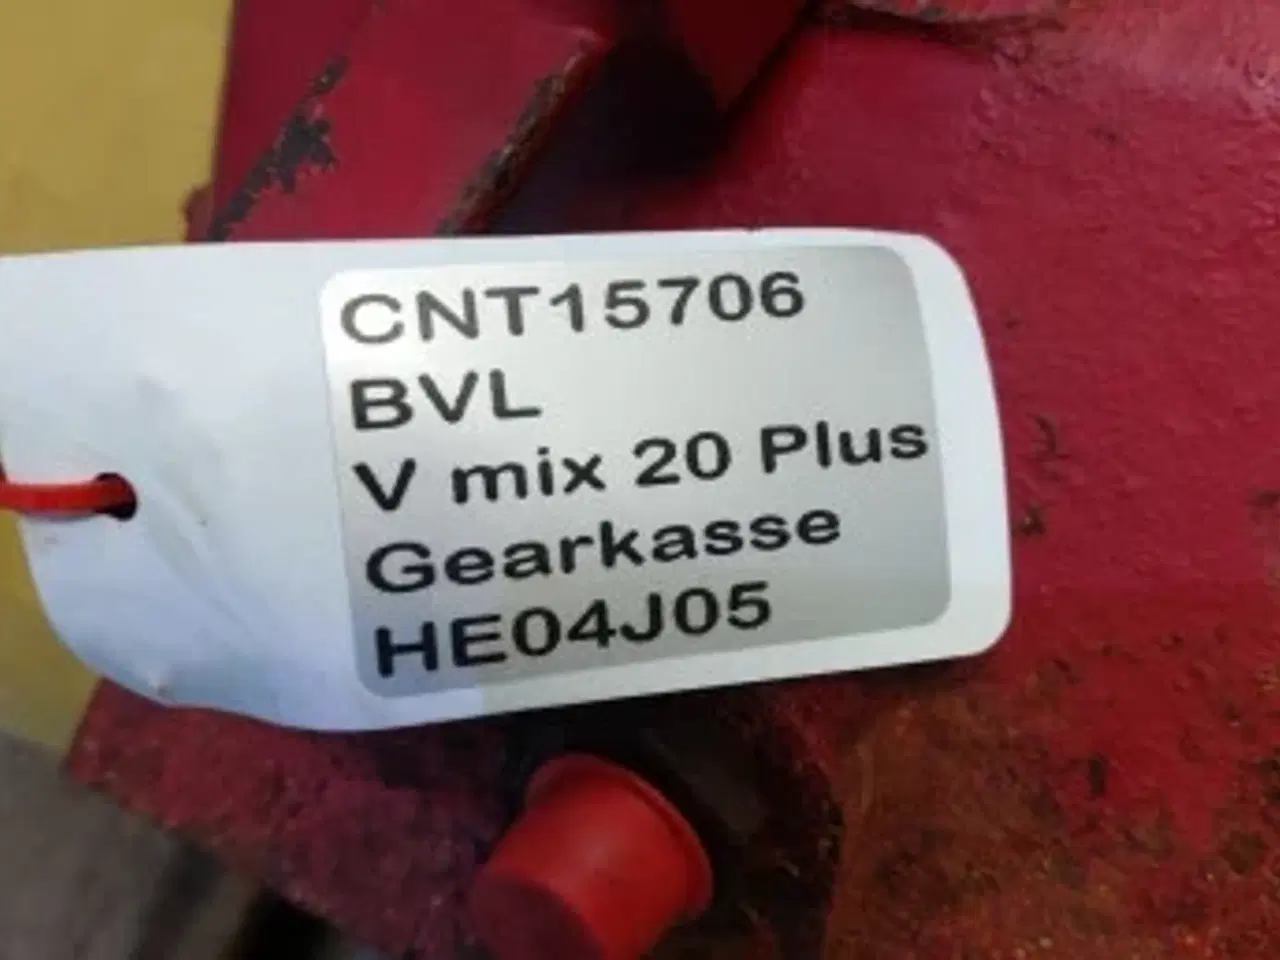 CNT15706
BVL
V mix 20 Plus
Gearkasse
HE04J05